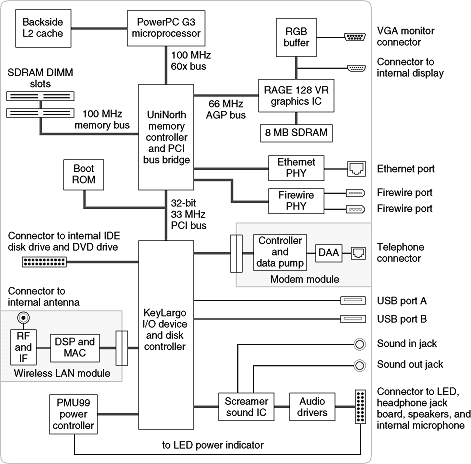 Backside
L2 cache
PowerPC G3
microprocessor
RGB
buffer
VGA monitor
connector
100 MHz
60x bus
Connector to
internal display
SDRAM DIMM
slots
UniNorth
memory
controller
and PCI
bus bridge
66 MHz
AGP bus
RAGE 128 VR
graphics IC
100 MHz
memory bus
8 MB SDRAM
Boot
ROM
Ethernet
PHY
Ethernet port
Firewire
PHY
Firewire port
Firewire port
32-bit
33 MHz
PCI bus
Connector to internal IDE
disk drive and DVD drive
Controller
and
data pump
DAA
Telephone
connector
Modem module
Connector to
internal antenna
KeyLargo
I/O device
and disk
controller
USB port A
USB port B
RF
and
IF
DSP and
MAC
Wireless LAN module
Sound in jack
Sound out jack
PMU99
power
controller
Screamer
sound IC
Audio
drivers
Connector to LED,
headphone jack
board, speakers, and
internal microphone
to LED power indicator